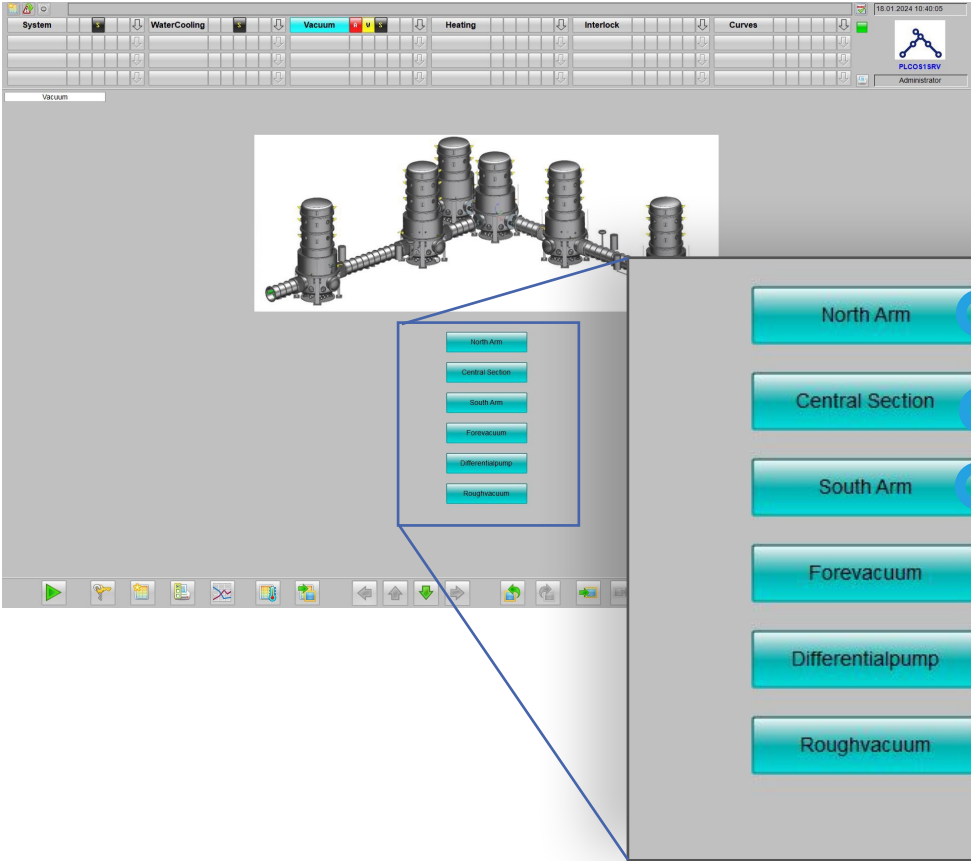 18.01.2024 10:40:05
System S WaterCooling S Vacuum A W S Heating Interlock Curves
PLCOS1SRV
Administrator
Vacuum
North Arm
Central Section
South Arm
Forevacuum
Differentialpump
Roughvacuum
North Arm
Central Section
South Arm
Forevacuum
Differentialpump
Roughvacuum